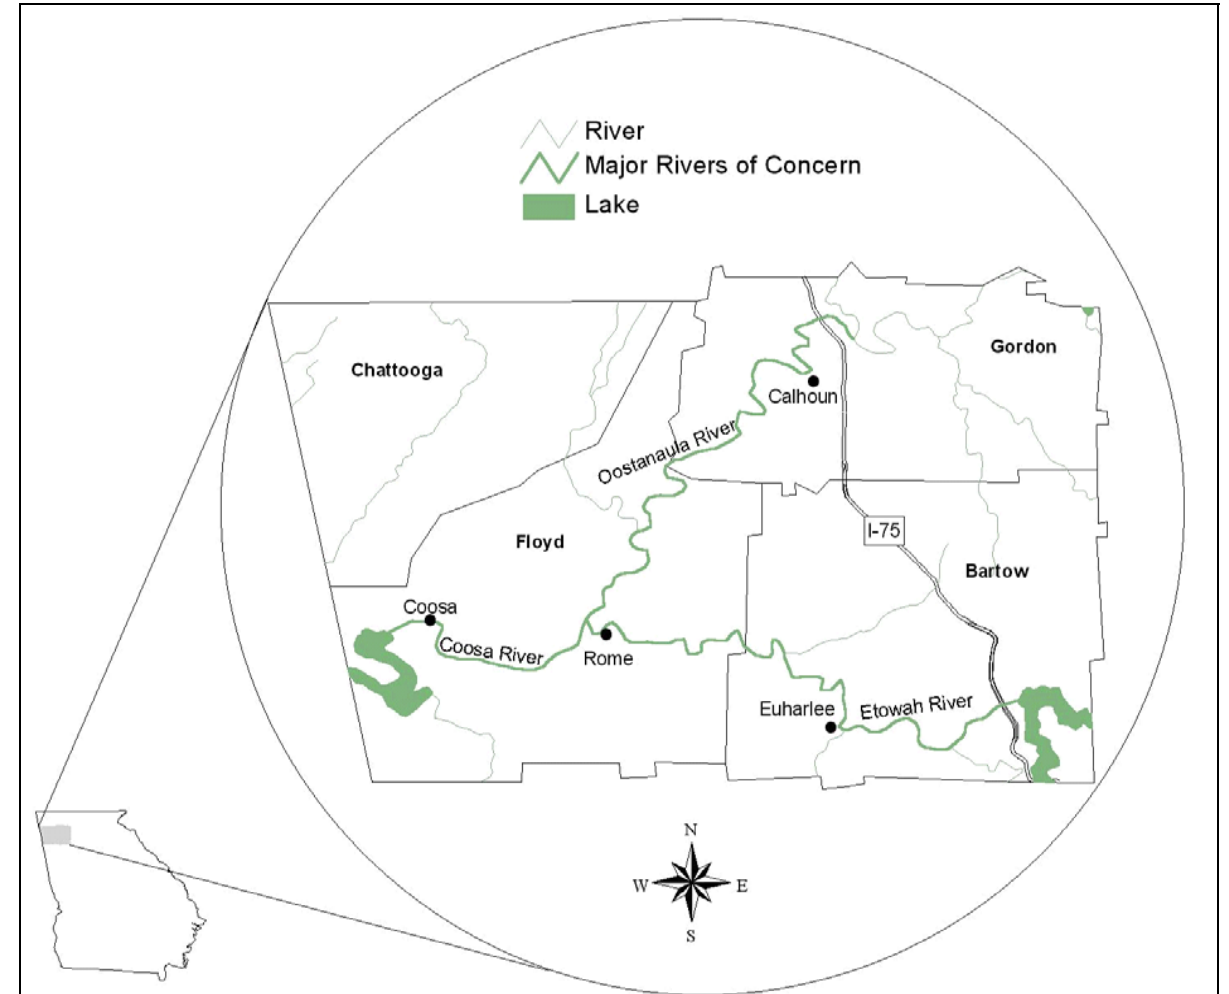 River
Major Rivers of Concern
Lake
Chattooga
Gordon
Calhoun
Oostanaula River
I-75
Floyd
Bartow
Coosa
Coosa River
Rome
Euharlee
Etowah River
N
W E
S